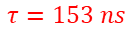 τ = 153 ns